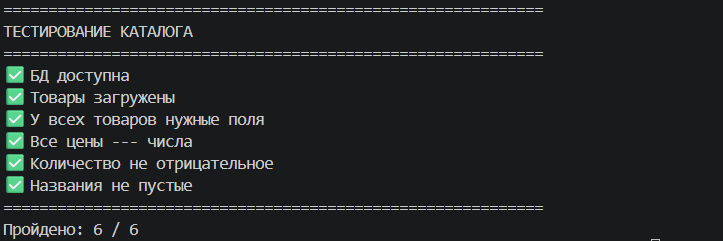 ============================================================
ТЕСТИРОВАНИЕ КАТАЛОГА
============================================================
✅ БД доступна
✅ Товары загружены
✅ У всех товаров нужные поля
✅ Все цены --- числа
✅ Количество не отрицательное
✅ Названия не пустые
============================================================
Пройдено: 6 / 6